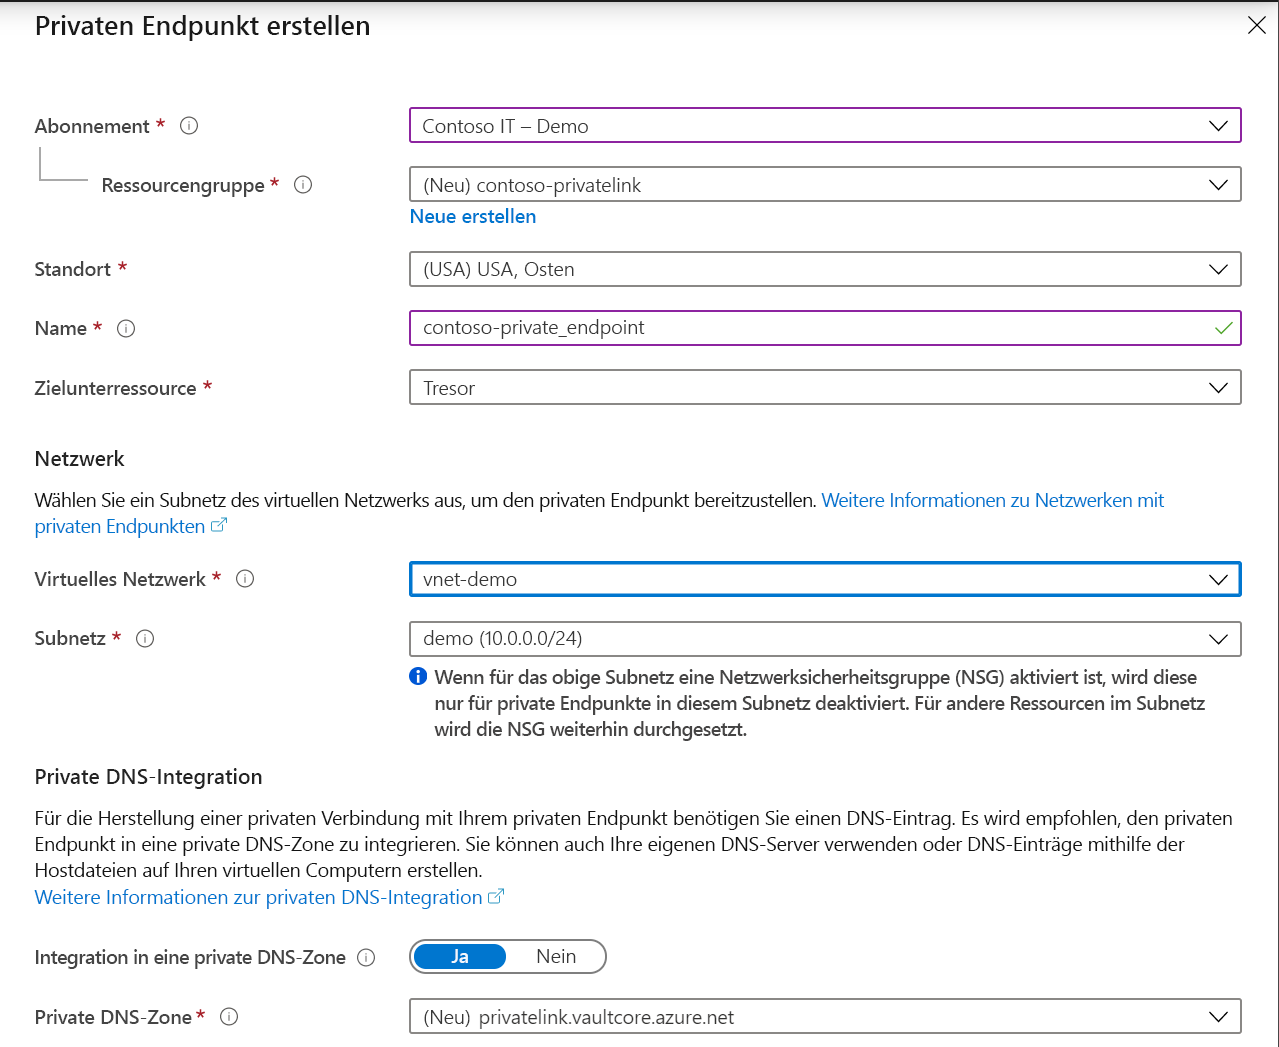 Privaten Endpunkt erstellen
Abonnement *
Contoso IT – Demo
Ressourcengruppe *
(Neu) contoso-privatelink
Neue erstellen
Standort *
(USA) USA, Osten
Name *
contoso-private_endpoint
Zielunterressource *
Tresor
Netzwerk
Wählen Sie ein Subnetz des virtuellen Netzwerks aus, um den privaten Endpunkt bereitzustellen. Weitere Informationen zu Netzwerken mit
privaten Endpunkten
Virtuelles Netzwerk *
vnet-demo
Subnetz *
demo (10.0.0.0/24)
Wenn für das obige Subnetz eine Netzwerksicherheitsgruppe (NSG) aktiviert ist, wird diese
nur für private Endpunkte in diesem Subnetz deaktiviert. Für andere Ressourcen im Subnetz
wird die NSG weiterhin durchgesetzt.
Private DNS-Integration
Für die Herstellung einer privaten Verbindung mit Ihrem privaten Endpunkt benötigen Sie einen DNS-Eintrag. Es wird empfohlen, den privaten
Endpunkt in eine private DNS-Zone zu integrieren. Sie können auch Ihre eigenen DNS-Server verwenden oder DNS-Einträge mithilfe der
Hostdateien auf Ihren virtuellen Computern erstellen.
Weitere Informationen zur privaten DNS-Integration
Integration in eine private DNS-Zone
Ja Nein
Private DNS-Zone *
(Neu) privatelink.vaultcore.azure.net